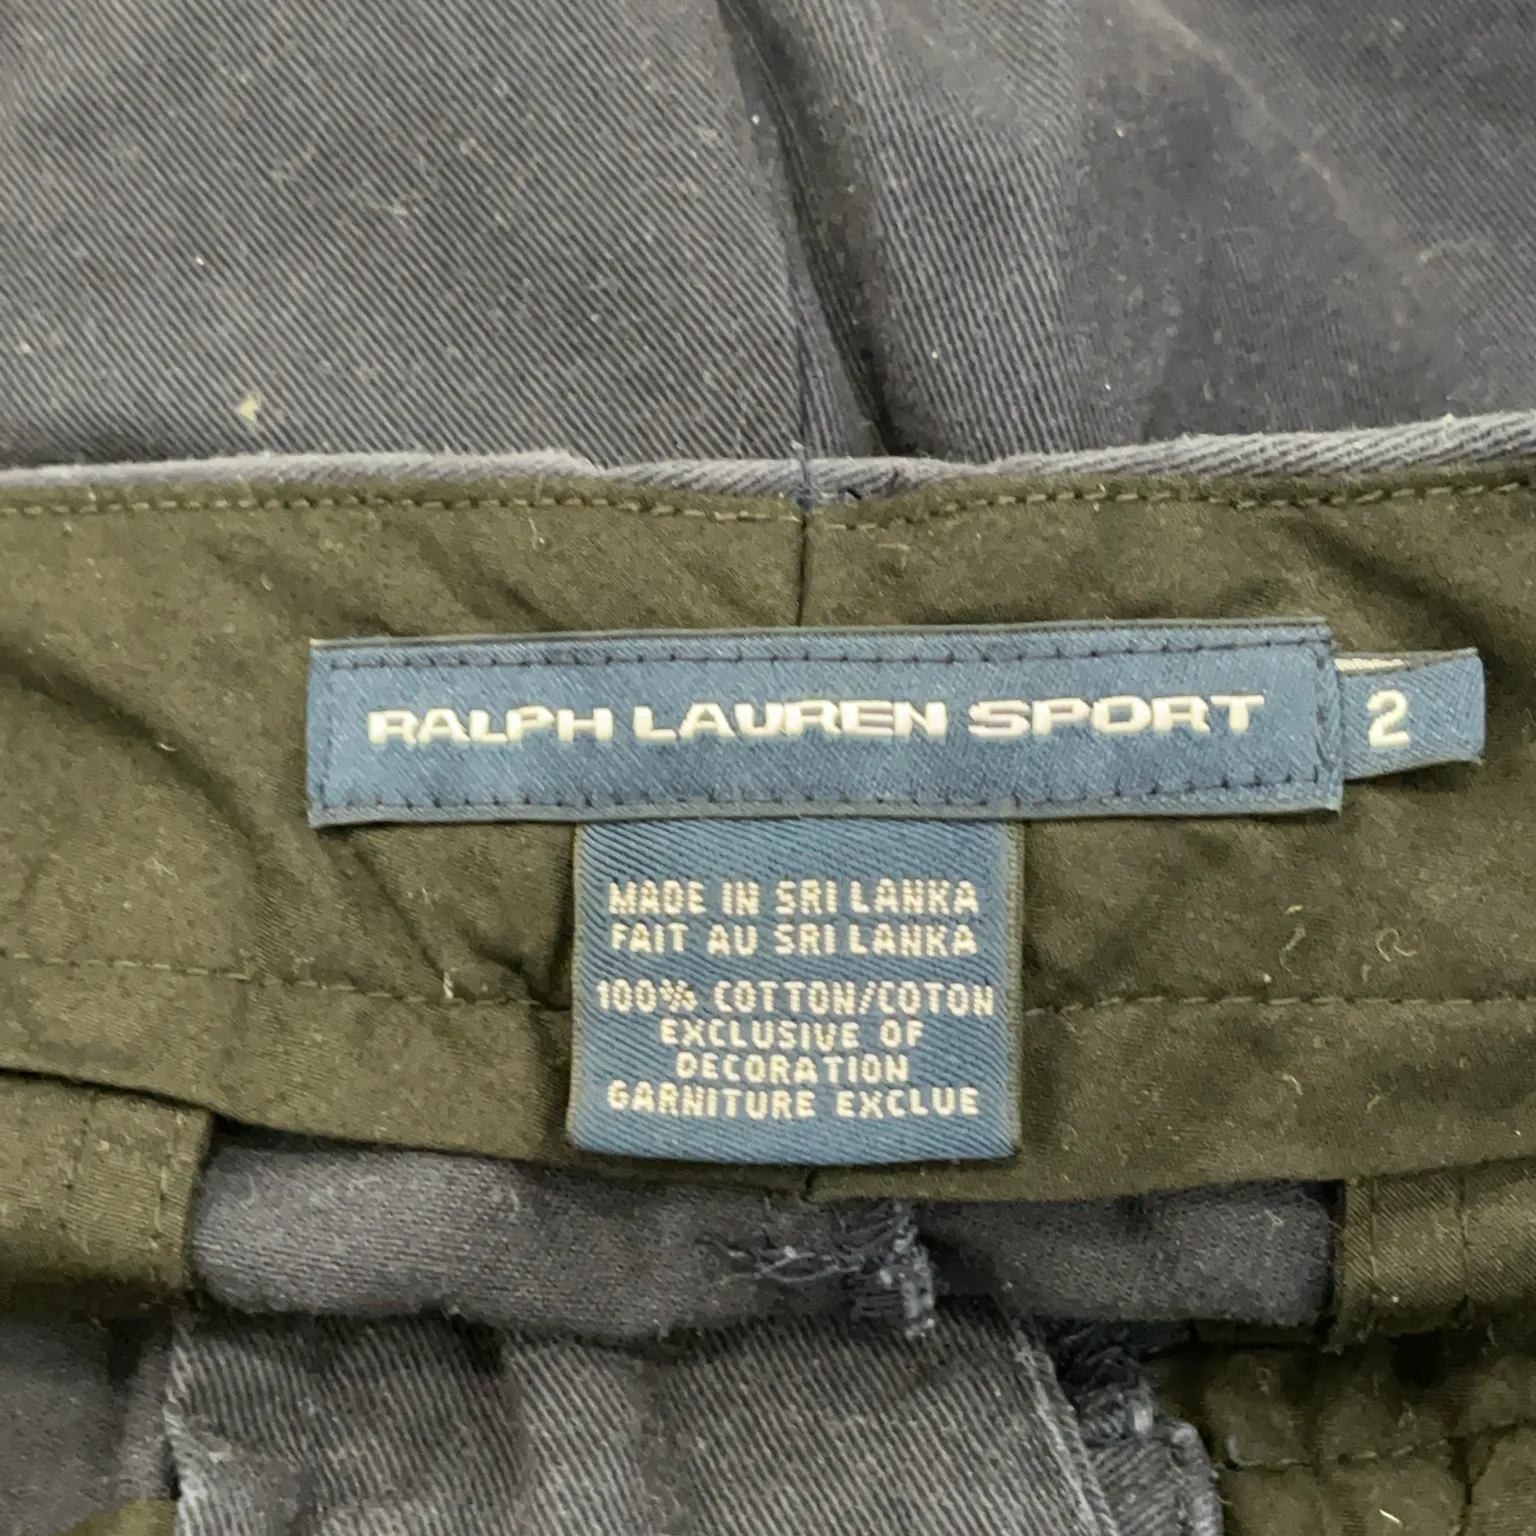 RALPH LAUREN SPORT
2
MADE IN SRI LANKA
FAIT AU SRI LANKA
100% COTTON/COTON
EXCLUSIVE OF
DECORATION
GARNITURE EXCLUE